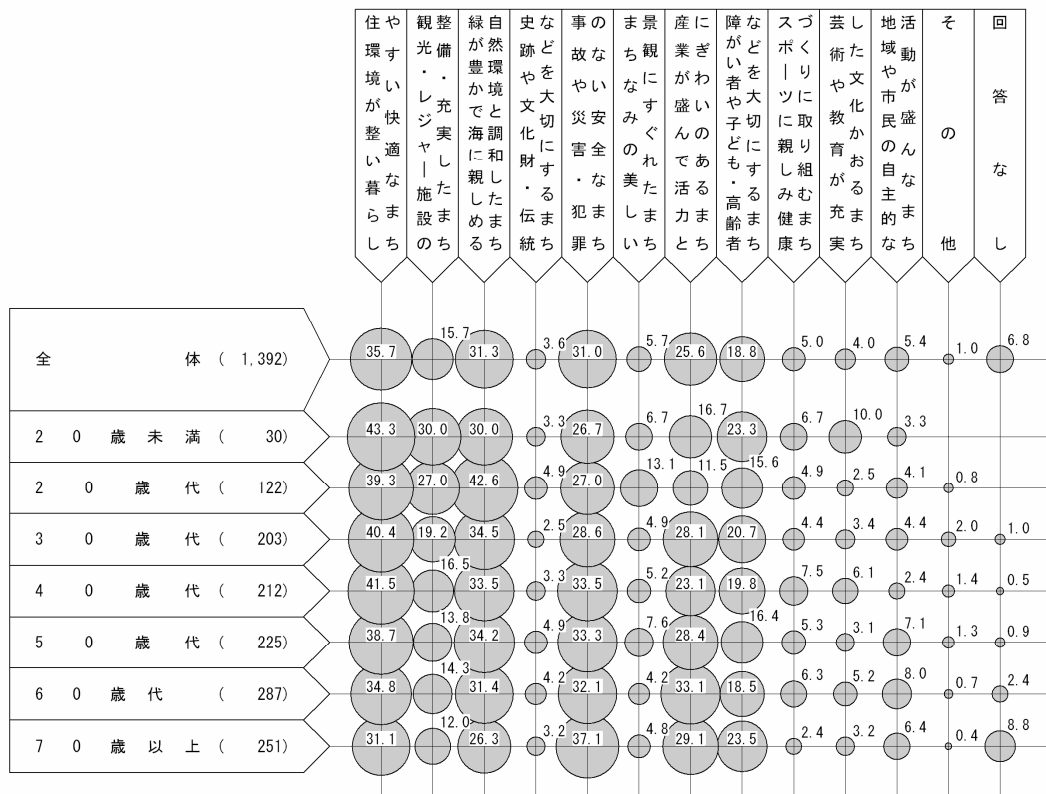 住環境が整い暮らし
やすい快適なまち
観光・レジャー施設の
整備・充実したまち
緑が豊かで海に親しめる
自然環境と調和したまち
史跡や文化財・伝統
などを大切にするまち
事故や災害・犯罪
のない安全なまち
まちなみの美しい
景観にすぐれたまち
産業が盛んで活力と
にぎわいのあるまち
障がい者や子ども・高齢者
などを大切にするまち
スポーツに親しみ健康
づくりに取り組むまち
芸術や教育が充実
した文化かおるまち
地域や市民の自主的な
活動が盛んなまち
その他
回答なし
全体(1,392) 35.7 15.7 31.3 3.6 31.0 5.7 25.6 18.8 5.0 4.0 5.4 1.0 6.8
20歳未満(30) 43.3 30.0 30.0 3.3 26.7 6.7 16.7 23.3 6.7 10.0 3.3
20歳代(122) 39.3 27.0 42.6 4.9 27.0 13.1 11.5 15.6 4.9 2.5 4.1 0.8
30歳代(203) 40.4 19.2 34.5 2.5 28.6 4.9 28.1 20.7 4.4 3.4 4.4 2.0 1.0
40歳代(212) 41.5 16.5 33.5 3.3 33.5 5.2 23.1 19.8 7.5 6.1 2.4 1.4 0.5
50歳代(225) 38.7 13.8 34.2 4.9 33.3 7.6 28.4 16.4 5.3 3.1 7.1 1.3 0.9
60歳代(287) 34.8 14.3 31.4 4.2 32.1 4.2 33.1 18.5 6.3 5.2 8.0 0.7 2.4
70歳以上(251) 31.1 12.0 26.3 3.2 37.1 4.8 29.1 23.5 2.4 3.2 6.4 0.4 8.8